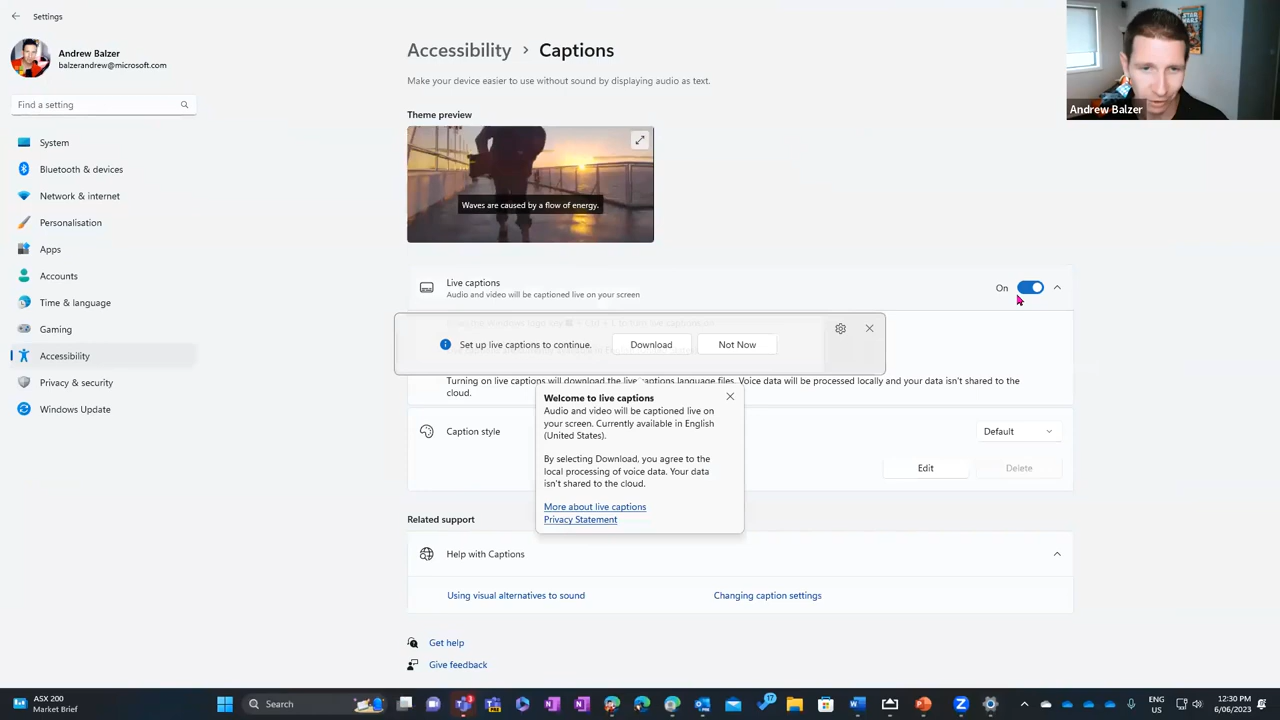 Settings
Andrew Balzer
balzerandrew@microsoft.com
Find a setting
System
Bluetooth & devices
Network & internet
Personalisation
Apps
Accounts
Time & language
Gaming
Accessibility
Privacy & security
Windows Update
Accessibility > Captions
Make your device easier to use without sound by displaying audio as text.
Theme preview
Waves are caused by a flow of energy.
Live captions
Audio and video will be captioned live on your screen
On
Set up live captions to continue.
Download
Not Now
Turning on live captions will download the live captions language files. Voice data will be processed locally and your data isn't shared to the
cloud.
Welcome to live captions
Audio and video will be captioned live on
your screen. Currently available in English
(United States).
By selecting Download, you agree to the
local processing of voice data. Your data
isn't shared to the cloud.
More about live captions
Privacy Statement
Caption style
Default
Edit
Delete
Related support
Help with Captions
Using visual alternatives to sound
Changing caption settings
Get help
Give feedback
STAR
WARS
Andrew Balzer
ASX 200
Market Brief
Search
3
PRE
17
ENG
US
12:30 PM
6/06/2023